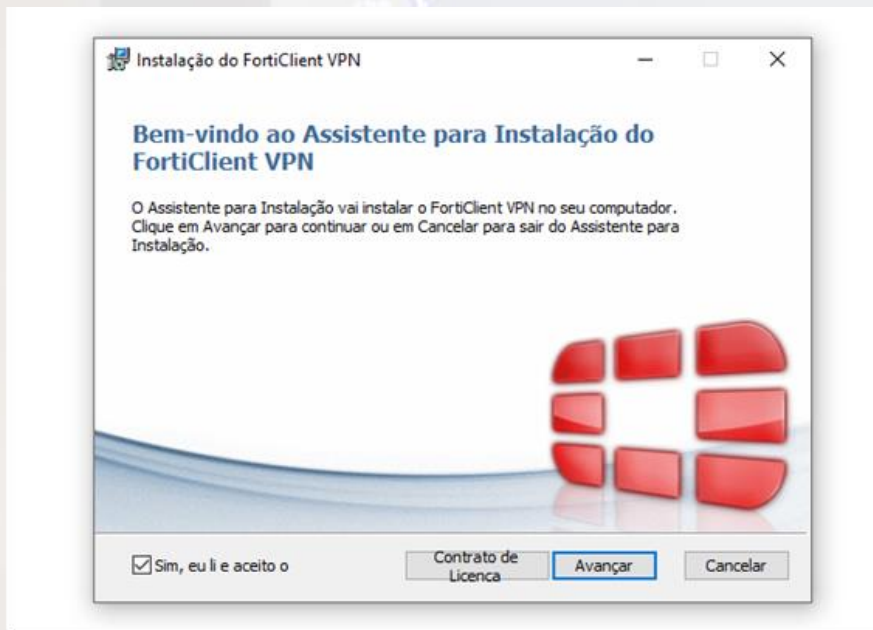 Instalação do FortiClient VPN
Bem-vindo ao Assistente para Instalação do
FortiClient VPN
O Assistente para Instalação vai instalar o FortiClient VPN no seu computador.
Clique em Avançar para continuar ou em Cancelar para sair do Assistente para
Instalação.
Sim, eu li e aceito o
Contrato de
Licenca
Avançar
Cancelar